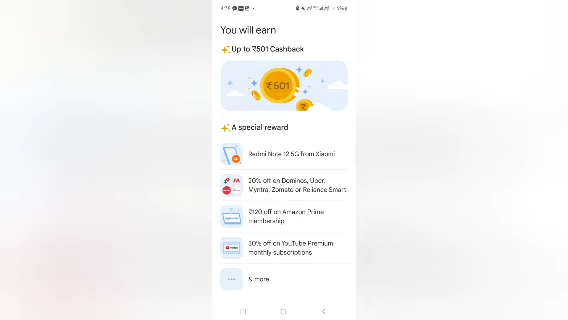 You will earn
Up to ₹501 Cashback
₹501
₹
A special reward
Redmi Note 12 5G from Xiaomi
20% off on Dominos, Uber,
Myntra, Zomato or Reliance Smart
₹120 off on Amazon Prime
membership
30% off on YouTube Premium
monthly subscriptions
9 more